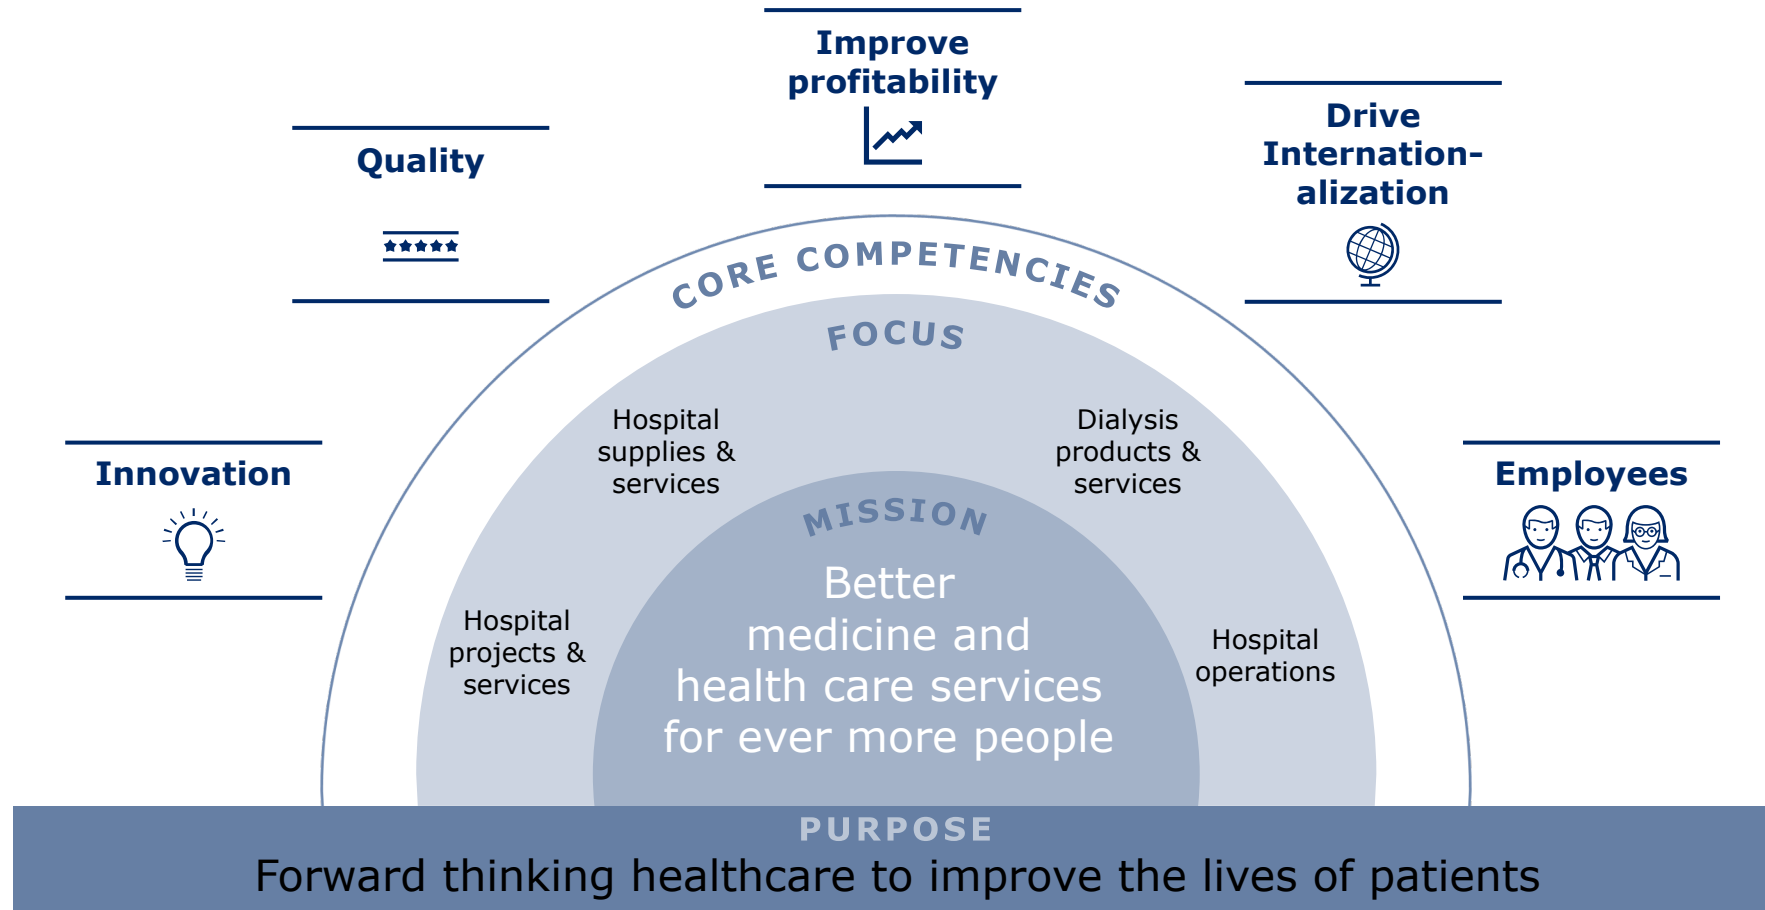 Improve
profitability
Drive
Internation-
alization
Quality
CORE COMPETENCIES
FOCUS
Hospital
supplies &
services
Dialysis
products &
services
Innovation
Employees
MISSION
Better
medicine and
health care services
for ever more people
Hospital
projects &
services
Hospital
operations
PURPOSE
Forward thinking healthcare to improve the lives of patients